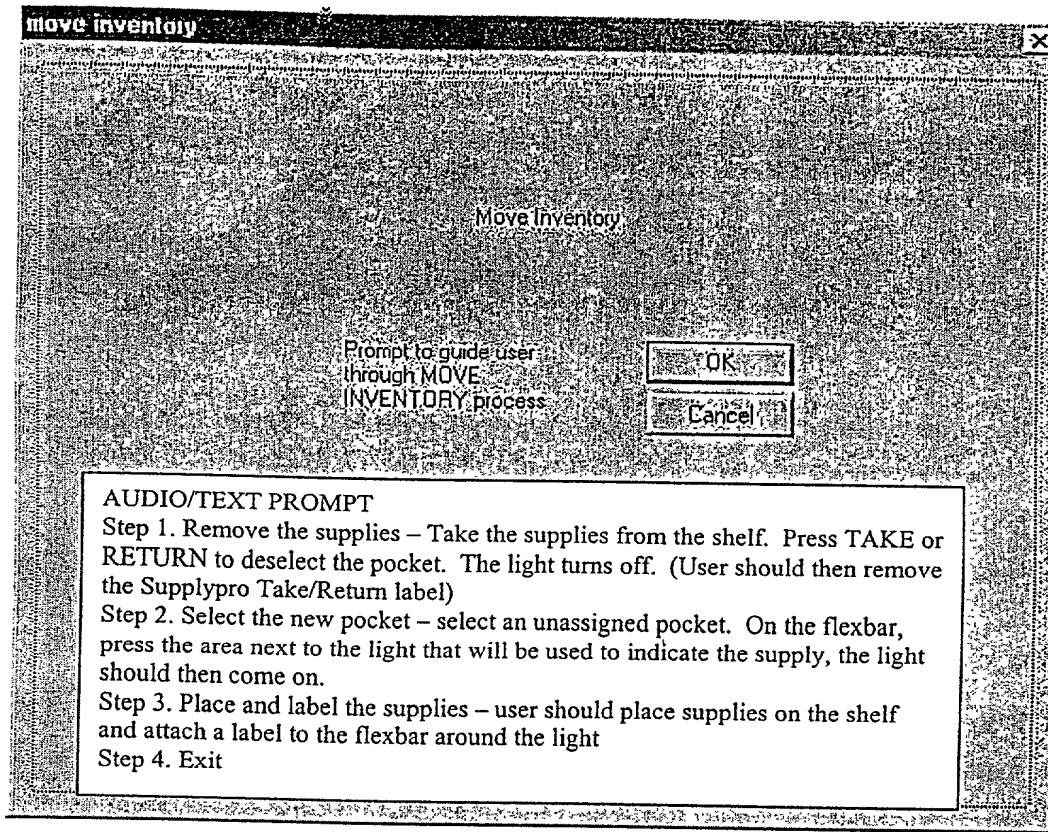 move inventory
Move Inventory
Prompt to guide user
through MOVE
INVENTORY process
OK
Cancel
AUDIO/TEXT PROMPT
Step 1. Remove the supplies – Take the supplies from the shelf. Press TAKE or
RETURN to deselect the pocket. The light turns off. (User should then remove
the Supplypro Take/Return label)
Step 2. Select the new pocket – select an unassigned pocket. On the flexbar,
press the area next to the light that will be used to indicate the supply, the light
should then come on.
Step 3. Place and label the supplies – user should place supplies on the shelf
and attach a label to the flexbar around the light
Step 4. Exit